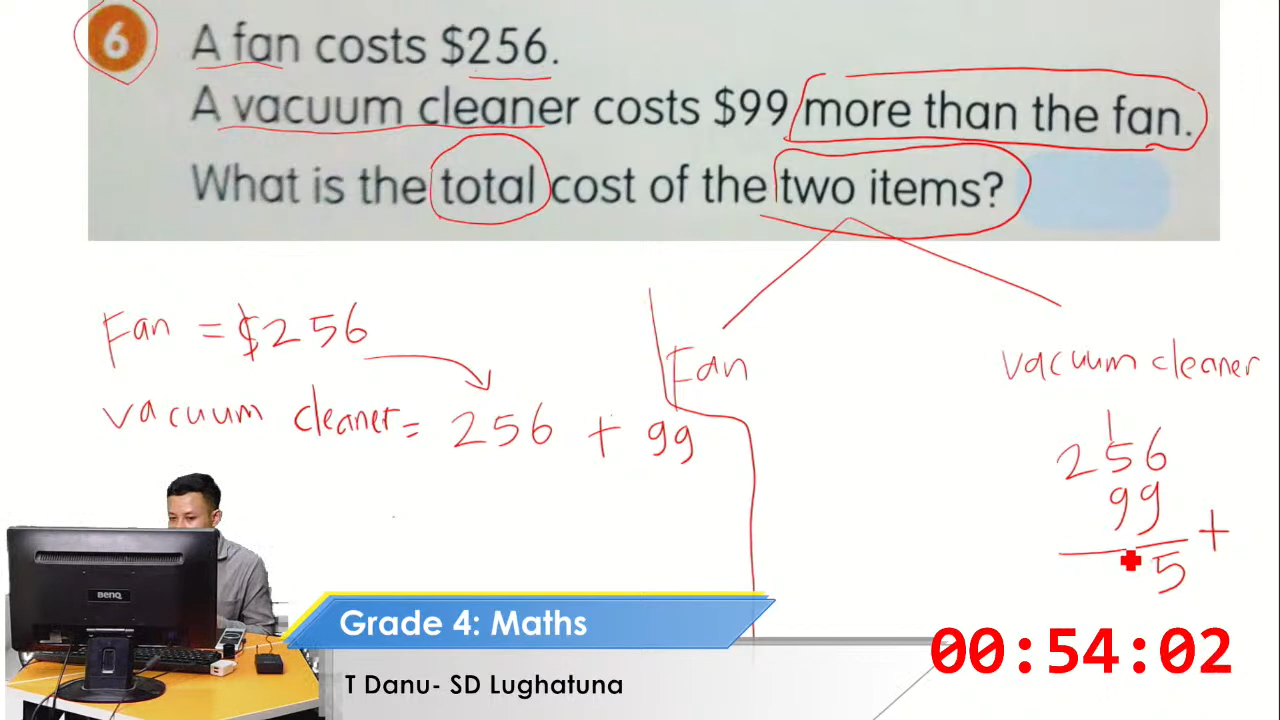 6 A fan costs $256.
A vacuum cleaner costs $99 more than the fan.
What is the total cost of the two items?
Fan = $256
vacuum cleaner = 256 + 99
Fan
vacuum cleaner
1
256
99
+
5
BENQ
Grade 4: Maths
T Danu- SD Lughatuna
00:54:02